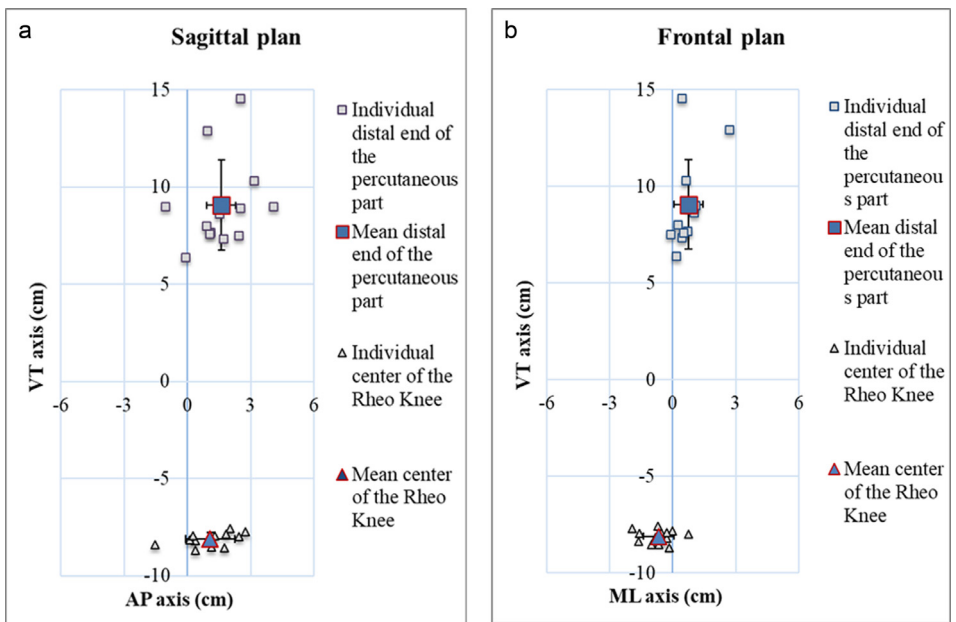 a
Sagittal plan
15
10
5
0
-5
-10
-6
-3
0
3
6
VT axis (cm)
AP axis (cm)
Individual
distal end of
the
percutaneous
part
Mean distal
end of the
percutaneous
part
Individual
center of the
Rheo Knee
Mean center
of the Rheo
Knee
b
Frontal plan
15
10
5
0
-5
-10
-6
-3
0
3
6
VT axis (cm)
ML axis (cm)
Individual
distal end of
the
percutaneou
s part
Mean distal
end of the
percutaneou
s part
Individual
center of the
Rheo Knee
Mean center
of the Rheo
Knee